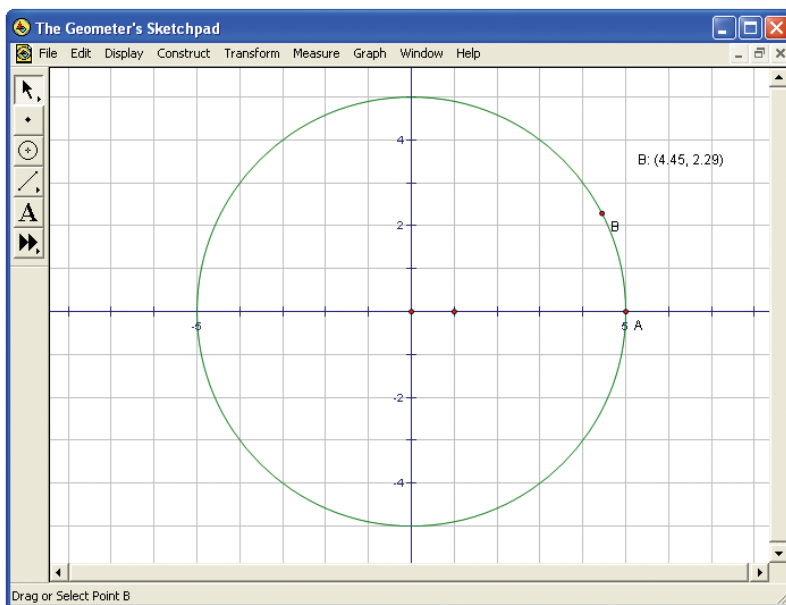 The Geometer's Sketchpad
File Edit Display Construct Transform Measure Graph Window Help
A
4
B: (4.45, 2.29)
B
2
-5
5
A
-2
-4
Drag or Select Point B